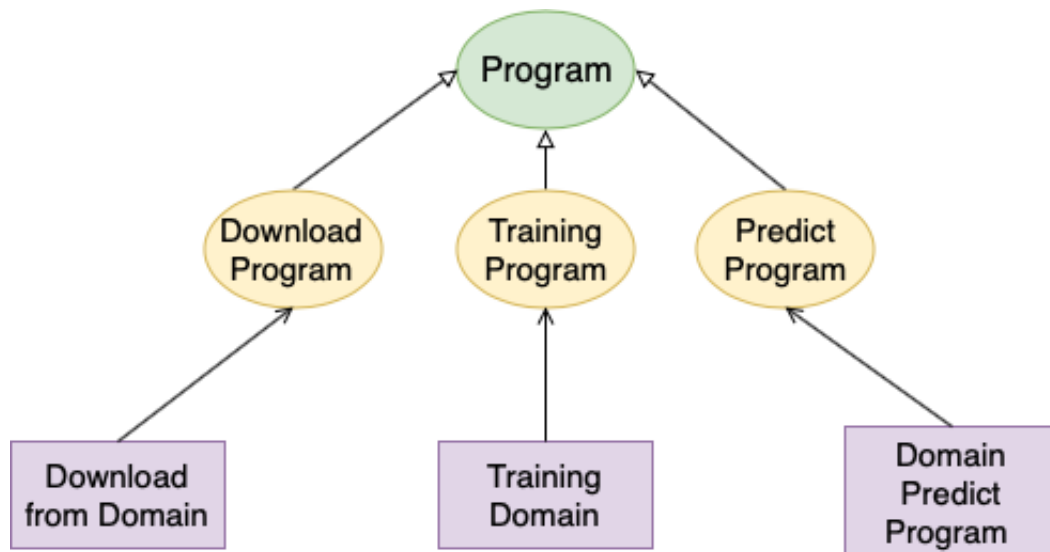 Program
Download
Program
Training
Program
Predict
Program
Download
from Domain
Training
Domain
Domain
Predict
Program